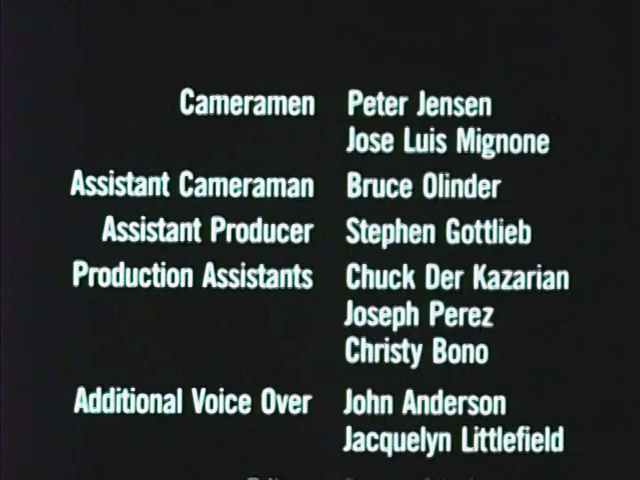 Cameramen Peter Jensen
Jose Luis Mignone
Assistant Cameraman Bruce Olinder
Assistant Producer Stephen Gottlieb
Production Assistants Chuck Der Kazarian
Joseph Perez
Christy Bono
Additional Voice Over John Anderson
Jacquelyn Littlefield